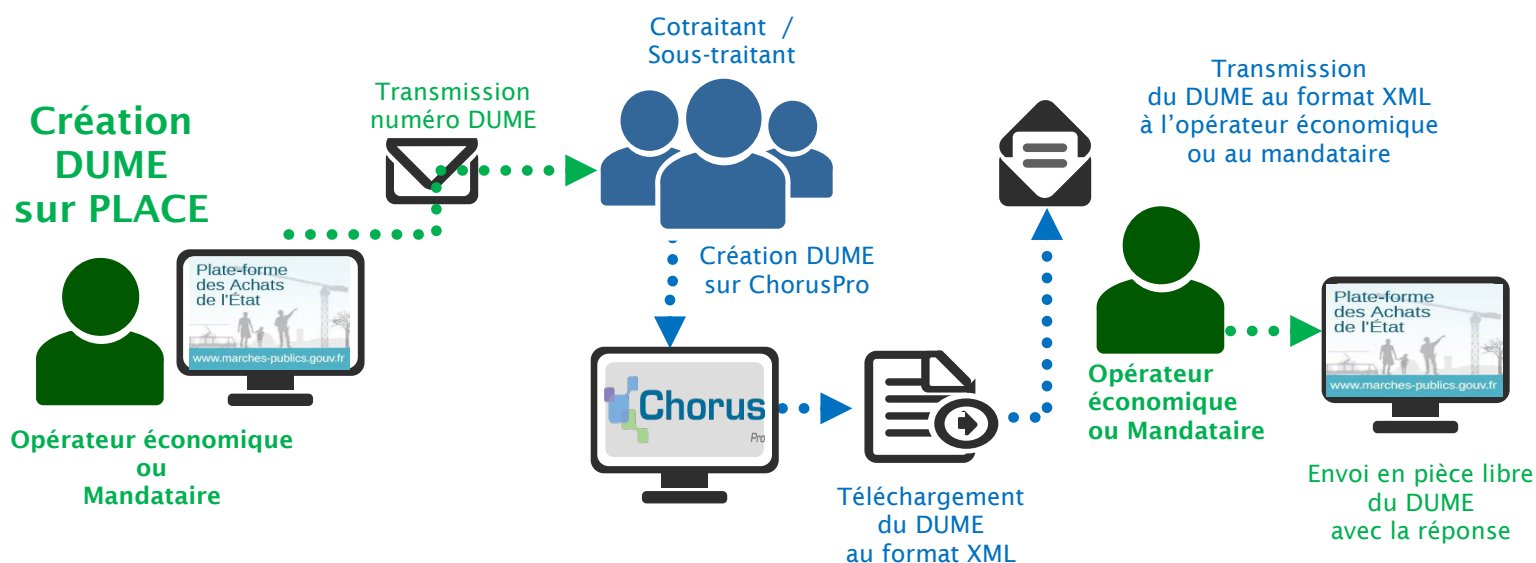 Création
DUME
sur PLACE
Plate-forme
des Achats
de l'État
www.marches-publics.gouv.fr
Opérateur économique
ou
Mandataire
Transmission
numéro DUME
Cotraitant /
Sous-traitant
Création DUME
sur ChorusPro
Chorus
Pro
Téléchargement
du DUME
au format XML
Transmission
du DUME au format XML
à l’opérateur économique
ou au mandataire
Opérateur
économique
ou Mandataire
Plate-forme
des Achats
de l'État
www.marches-publics.gouv.fr
Envoi en pièce libre
du DUME
avec la réponse